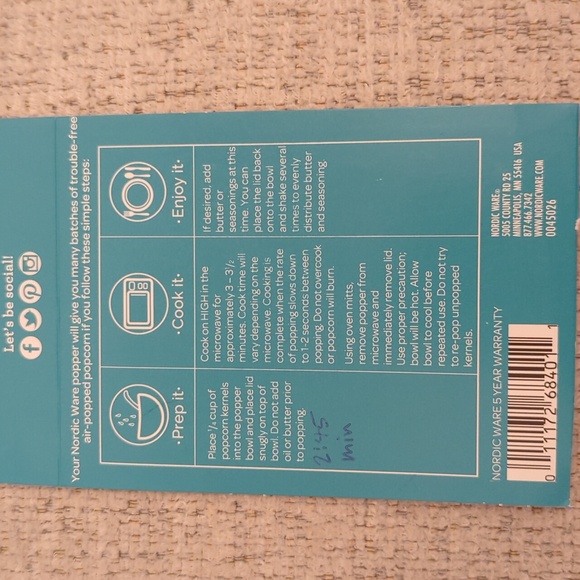 Let's be social!
Your Nordic Ware popper will give you many batches of trouble-free
air-popped popcorn if you follow these simple steps:
·Prep it·
Place ¼ cup of
popcorn kernels
into the popper
bowl and place lid
snugly on top of
bowl. Do not add
oil or butter prior
to popping.
2:45
min
·Cook it·
Cook on HIGH in the
microwave for
approximately 3 – 3½
minutes. Cook time will
vary depending on the
microwave. Cooking is
complete when the rate
of popping slows down
to 1-2 seconds between
popping. Do not overcook
or popcorn will burn.
Using oven mitts,
remove popper from
microwave and
immediately remove lid.
Use proper precaution;
bowl will be hot. Allow
bowl to cool before
repeated use. Do not try
to re-pop unpopped
kernels.
·Enjoy it·
If desired, add
butter or
seasonings at this
time. You can
place the lid back
onto the bowl
and shake several
times to evenly
distribute butter
and seasoning
NORDIC WARE 5 YEAR WARRANTY
0 11172 68401 1
NORDIC WARE®
5005 COUNTY RD 25
MINNEAPOLIS, MN 55416 USA
877.466.7342
WWW.NORDICWARE.COM
0045026